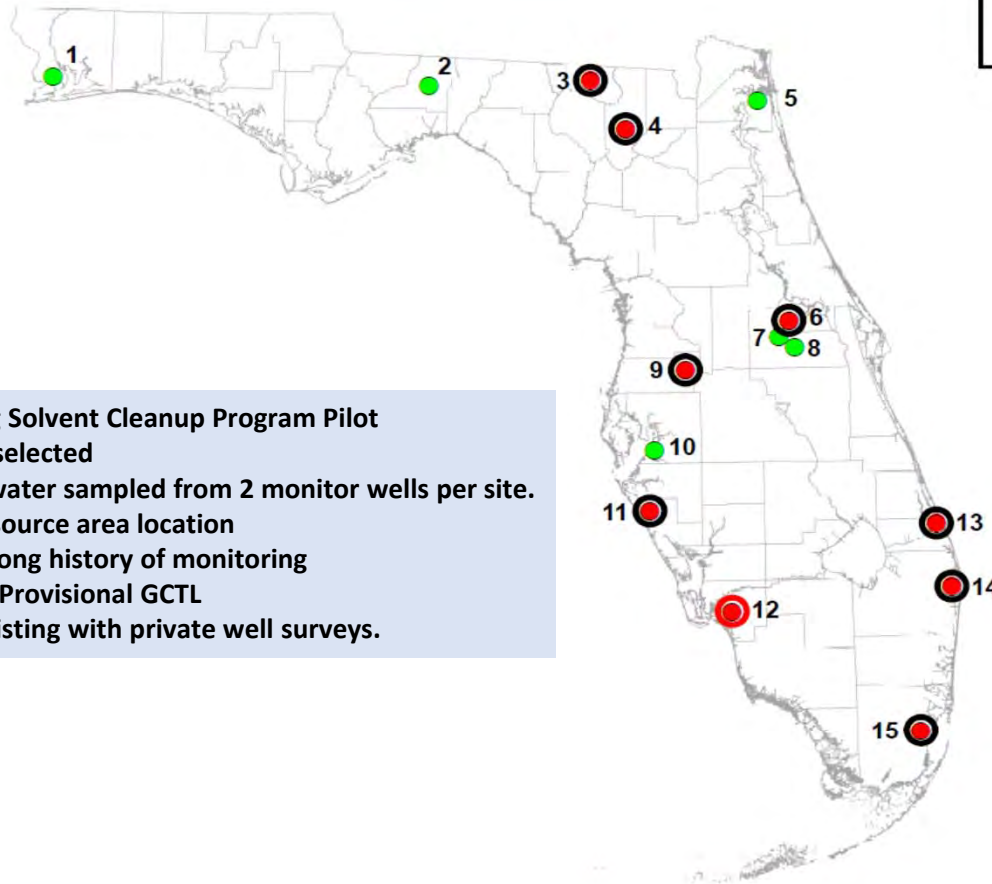 1
2
3
4
5
6
7
8
9
10
11
12
13
14
15
Solvent Cleanup Program Pilot
selected
water sampled from 2 monitor wells per site.
source area location
ong history of monitoring
Provisional GCTL
isting with private well surveys.